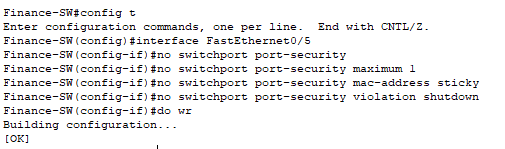 Finance-SW#config t
Enter configuration commands, one per line.  End with CNTL/Z.
Finance-SW(config)#interface FastEthernet0/5
Finance-SW(config-if)#no switchport port-security
Finance-SW(config-if)#no switchport port-security maximum 1
Finance-SW(config-if)#no switchport port-security mac-address sticky
Finance-SW(config-if)#no switchport port-security violation shutdown
Finance-SW(config-if)#do wr
Building configuration...
[OK]